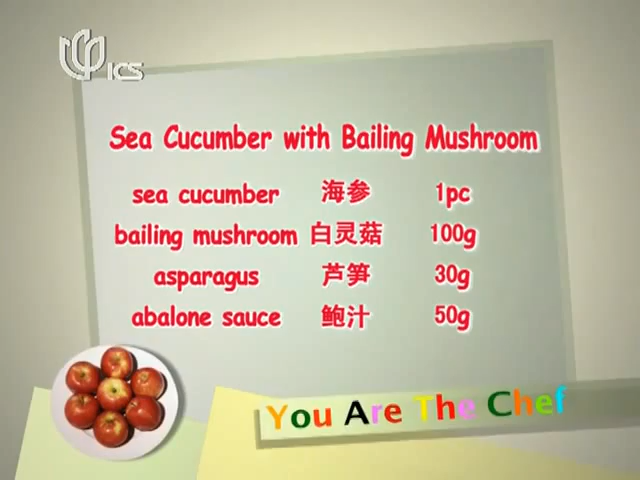 ICS
Sea Cucumber with Bailing Mushroom
sea cucumber 海参 1pc
bailing mushroom 白灵菇 100g
asparagus 芦笋 30g
abalone sauce 鲍汁 50g
You Are The Chef